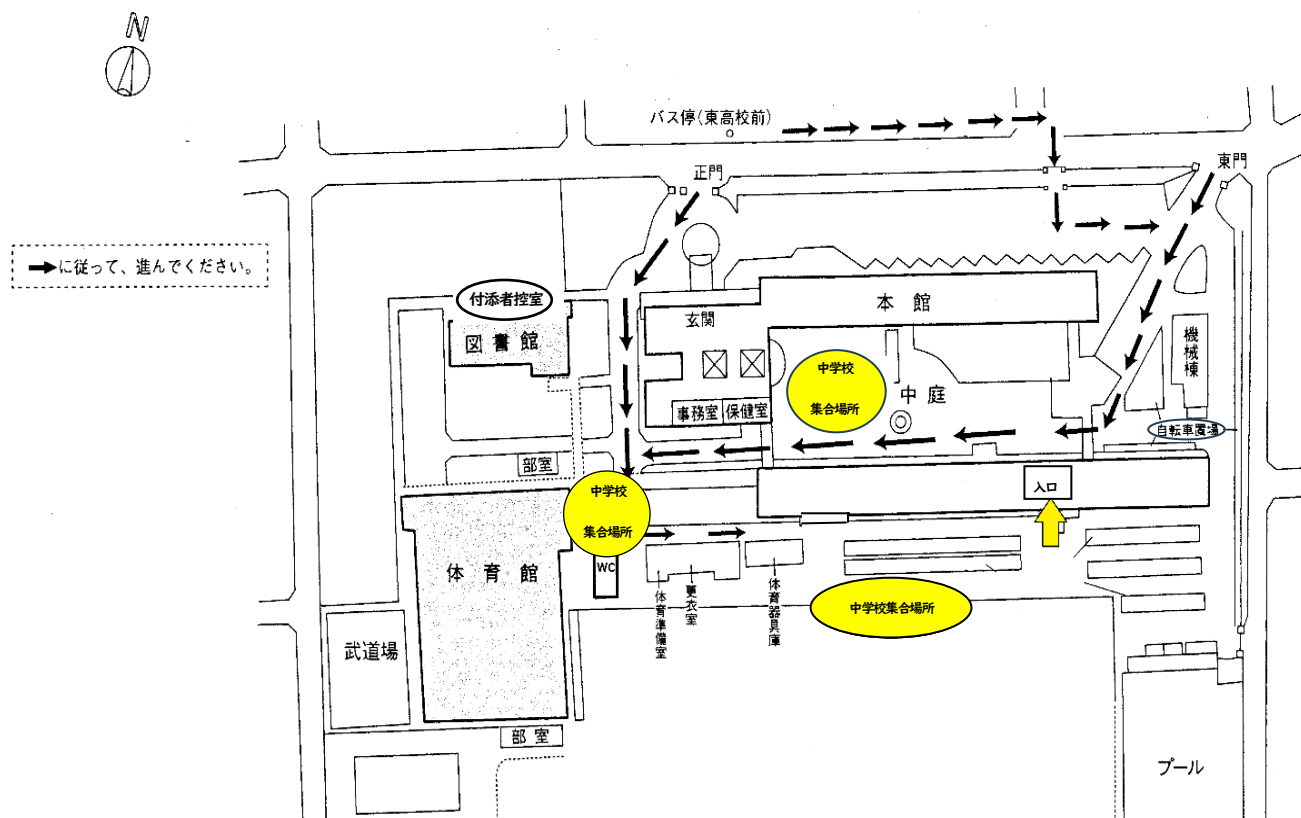 N
バス停(東高校前)
正門
東門
➡に従って、進んでください。
付添者控室
図書館
玄関
本館
機械棟
中学校
集合場所
中庭
事務室
保健室
自転車置場
部室
中学校
集合場所
入口
体育館
WC
体育準備室
更衣室
体育器具庫
中学校集合場所
武道場
部室
プール